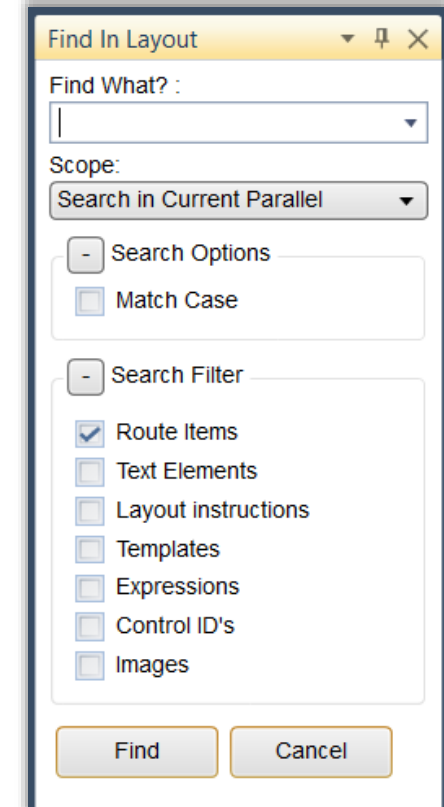 Find In Layout
Find What? :
Scope:
Search in Current Parallel
- Search Options
Match Case
- Search Filter
Route Items
Text Elements
Layout instructions
Templates
Expressions
Control ID's
Images
Find Cancel